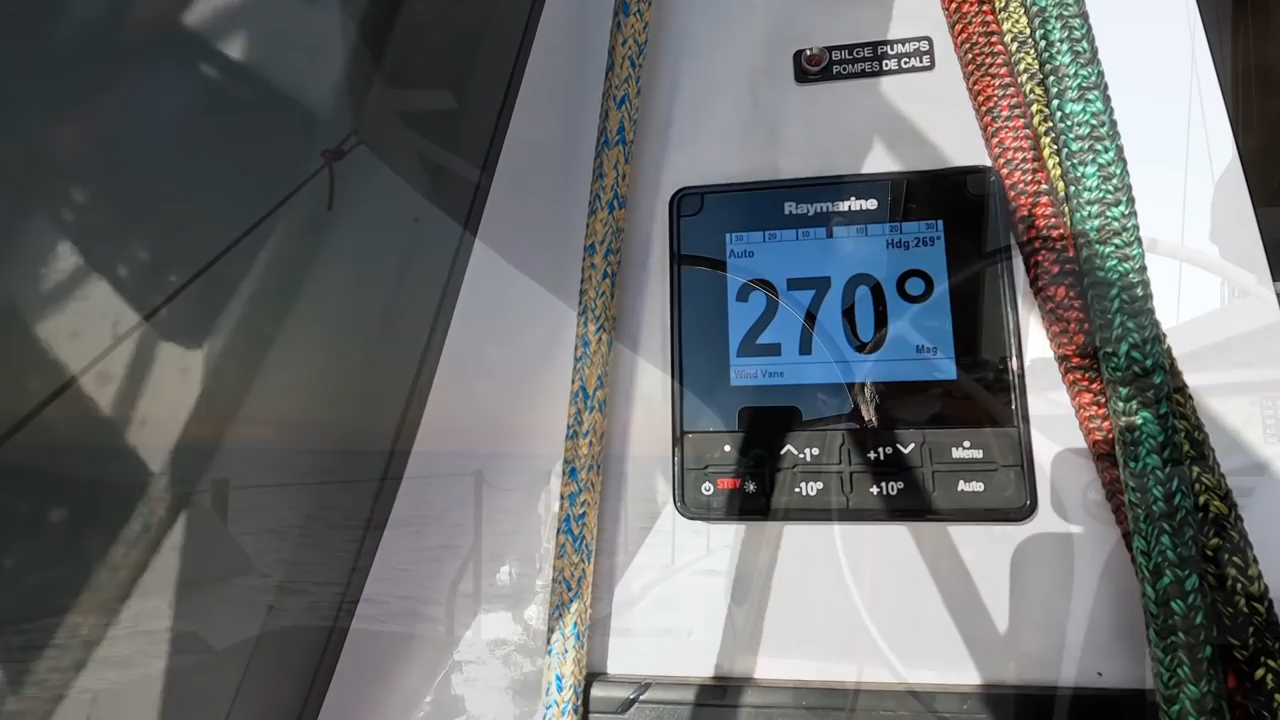 BILGE PUMPS
POMPES DE CALE
Raymarine
30 20 10 10 20 30
Auto
Hdg:269°
270°
Mag
Wind Vane
-1° +1° Menu
STBY -10° +10° Auto